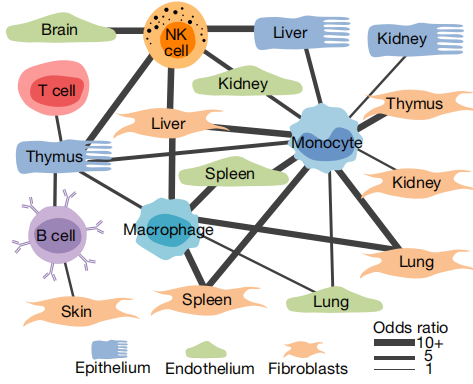 Brain
NK
cell
Liver
Kidney
T cell
Kidney
Thymus
Liver
Monocyte
Thymus
Spleen
Kidney
B cell
Macrophage
Lung
Skin
Spleen
Lung
Odds ratio
10+
5
1
Epithelium
Endothelium
Fibroblasts